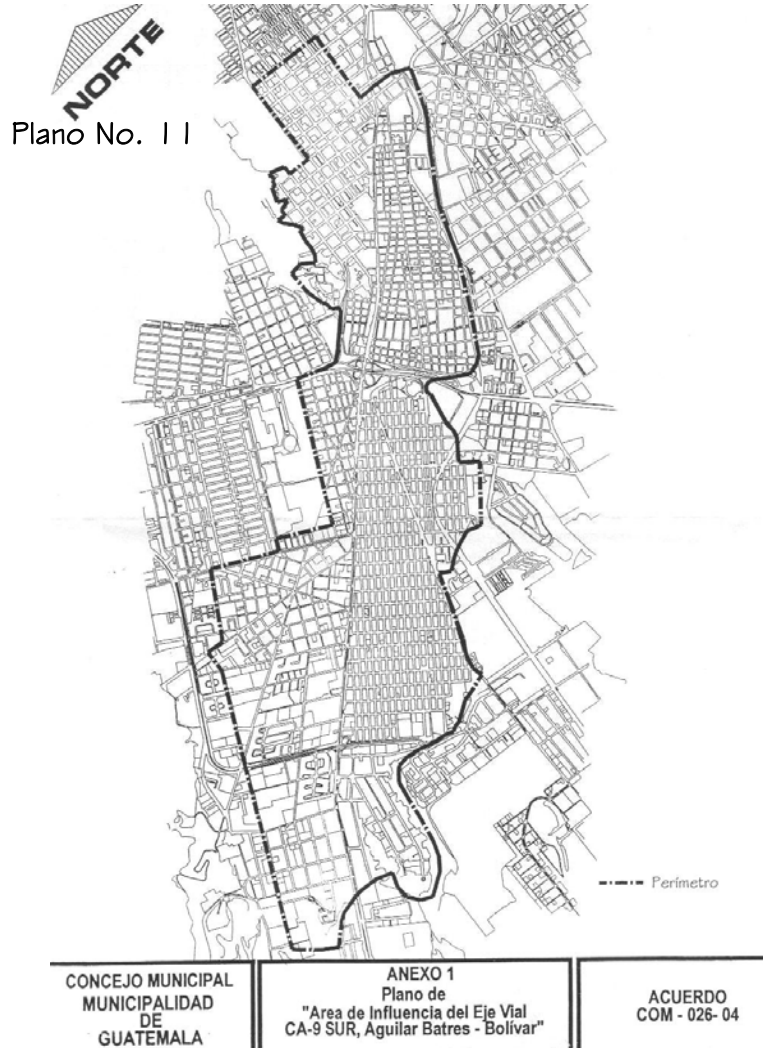 NORTE
Plano No. 11
Perímetro
CONCEJO MUNICIPAL
MUNICIPALIDAD
DE
GUATEMALA
ANEXO 1
Plano de
"Area de Influencia del Eje Vial
CA-9 SUR, Aguilar Batres - Bolívar"
ACUERDO
COM - 026- 04